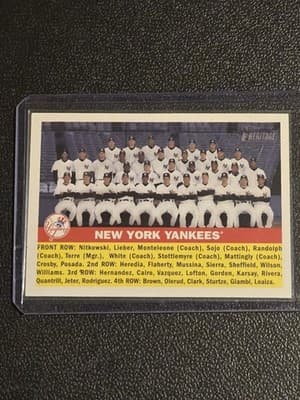 HERITAGE
NEW YORK YANKEES
FRONT ROW: Nitkowski, Lieber, Monteleone (Coach), Sojo (Coach), Randolph
(Coach), Torre (Mgr.), White (Coach), Stottlemyre (Coach), Mattingly (Coach),
Crosby, Posada. 2nd ROW: Heredia, Flaherty, Mussina, Sierra, Sheffield, Wilson,
Williams. 3rd ROW: Hernandez, Cairo, Vazquez, Lofton, Gordon, Karsay, Rivera,
Quantrill, Jeter, Rodriguez. 4th ROW: Brown, Olerud, Clark, Sturtze, Giambi, Loaiza.